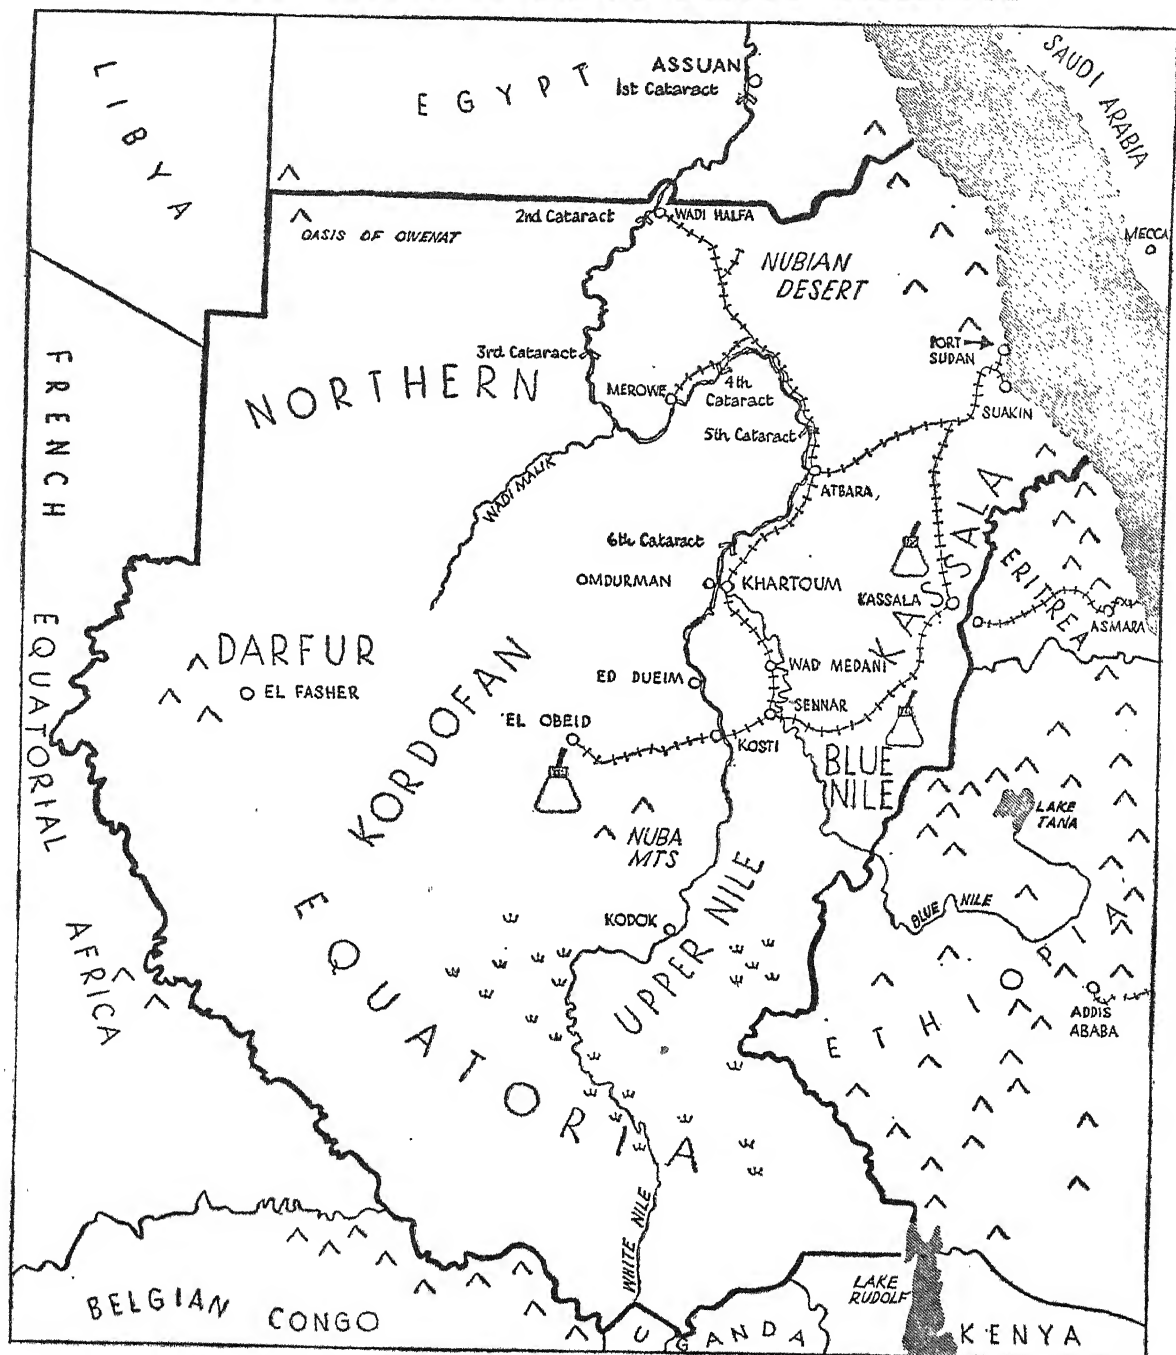 LIBYA
EGYPT
ASSUAN
1st Cataract
SAUDI ARABIA
2nd Cataract
WADI HALFA
OASIS OF OWENAT
MECCA
NUBIAN
DESERT
PORT
SUDAN
3rd Cataract
NORTHERN
MEROWE
4th
Cataract
SUAKIN
5th Cataract
FRENCH EQUATORIAL AFRICA
WADI MALIK
ATBARA
6th Cataract
KASSALA
ERITREA
OMDURMAN
KHARTOUM
KASSALA
ASMARA
DARFUR
EL FASHER
WAD MEDANI
ED DUEIM
SENNAR
KORDOFAN
EL OBEID
KOSTI
BLUE
NILE
LAKE
TANA
NUBA
MTS
EQUATORIA
KODOK
UPPER NILE
BLUE NILE
ETHIOPIA
ADDIS
ABABA
WHITE NILE
LAKE
RUDOLF
BELGIAN CONGO
UGANDA
KENYA